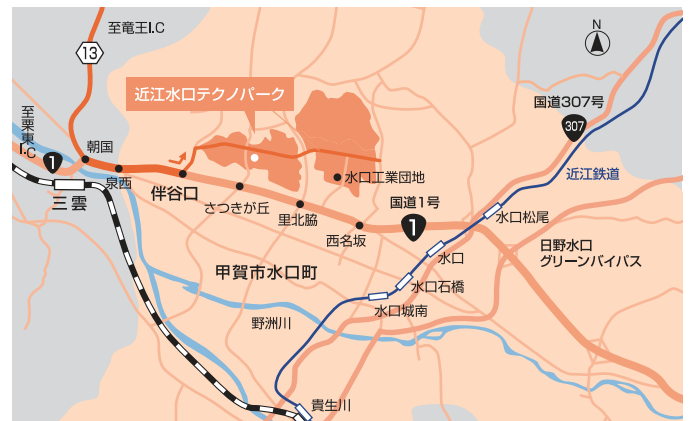 至竜王I.C
13
N
近江水口テクノパーク
国道307号
307
至栗東I.C
1
朝国
泉西
伴谷口
水口工業団地
近江鉄道
三雲
さつきが丘
里北脇
国道1号
1
西名坂
水口松尾
水口
日野水口
グリーンバイパス
甲賀市水口町
水口石橋
水口城南
野洲川
貴生川